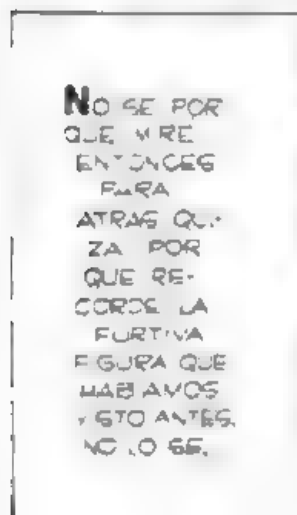 NO SE POR
QUE MIRE
ENTONCES
PARA
ATRAS QUI-
ZA POR
QUE RE-
CORDE LA
FURTIVA
FIGURA QUE
HABIAMOS
VISTO ANTES.
NO LO SE.